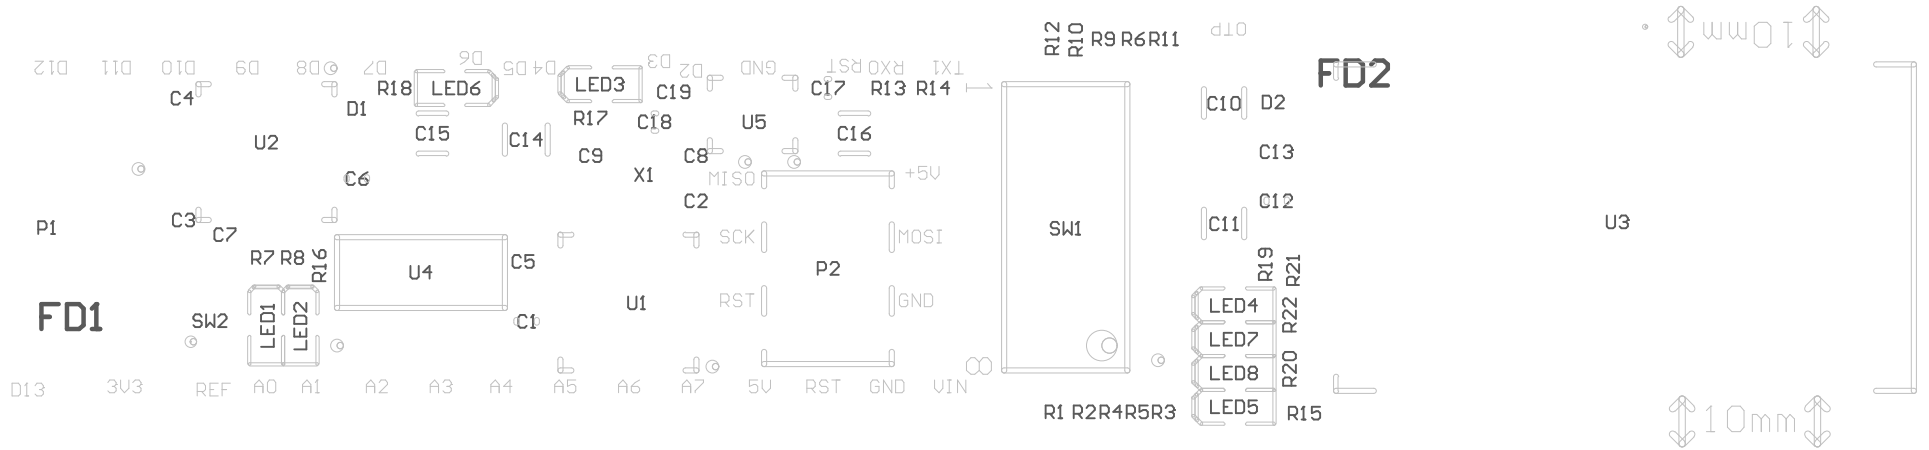 10mm
OTP
D12 D11 D10 D9 D8 D7 D6 D5 D4 D3 D2 GND RST RX0 TX1
R12 R10 R9 R6 R11
FD2
C4 R18 LED6 LED3 C19 C17 R13 R14
D1 C10 D2
U2 C15 C14 R17 C18 U5 C16
C9 C8 C13
C6 X1 MISO +5V
C2 C12
P1 C3 C7 SCK MOSI SW1 C11 U3
R7 R8 R16 U4 C5 P2 R19 R21
FD1 SW2 LED1 LED2 C1 U1 RST GND LED4 R22
LED7
8 LED8 R20
D13 3V3 REF A0 A1 A2 A3 A4 A5 A6 A7 5V RST GND VIN
R1 R2 R4 R5 R3 LED5 R15
10mm